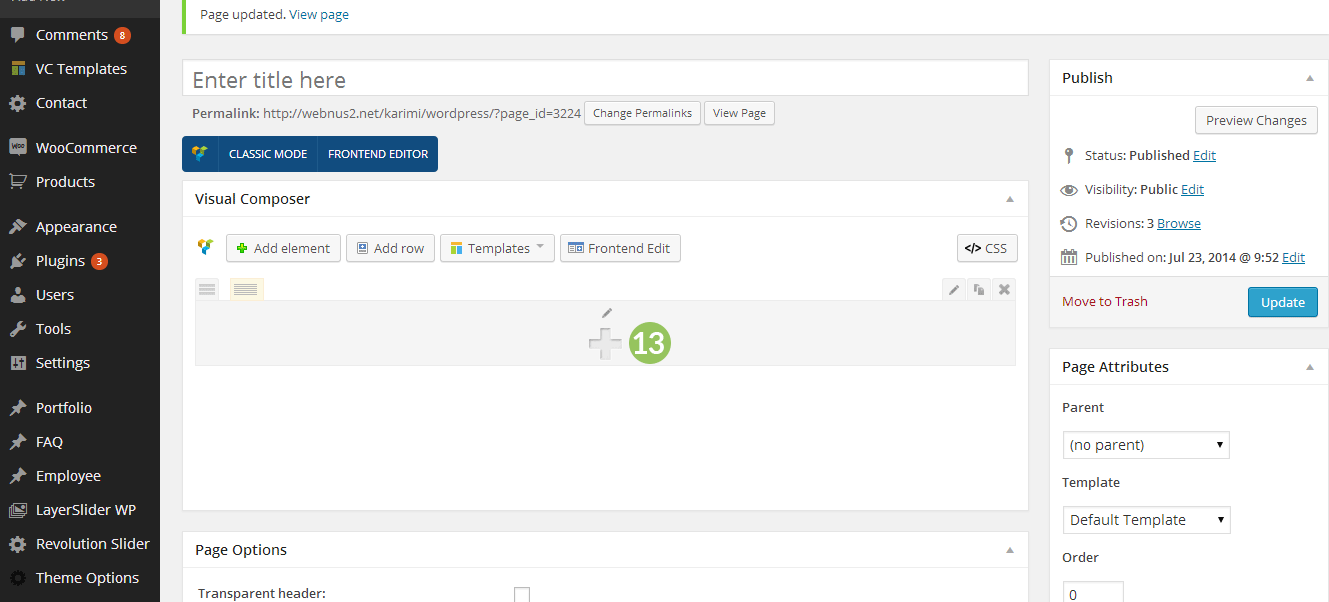 Page updated. View page
Comments 8
VC Templates
Contact
WooCommerce
Products
Appearance
Plugins 3
Users
Tools
Settings
Portfolio
FAQ
Employee
LayerSlider WP
Revolution Slider
Theme Options
Enter title here
Permalink: http://webnus2.net/karimi/wordpress/?page_id=3224 Change Permalinks View Page
CLASSIC MODE FRONTEND EDITOR
Visual Composer
Add element Add row Templates Frontend Edit </> CSS
13
Page Options
Transparent header:
Publish
Preview Changes
Status: Published Edit
Visibility: Public Edit
Revisions: 3 Browse
Published on: Jul 23, 2014 @ 9:52 Edit
Move to Trash Update
Page Attributes
Parent
(no parent)
Template
Default Template
Order
0